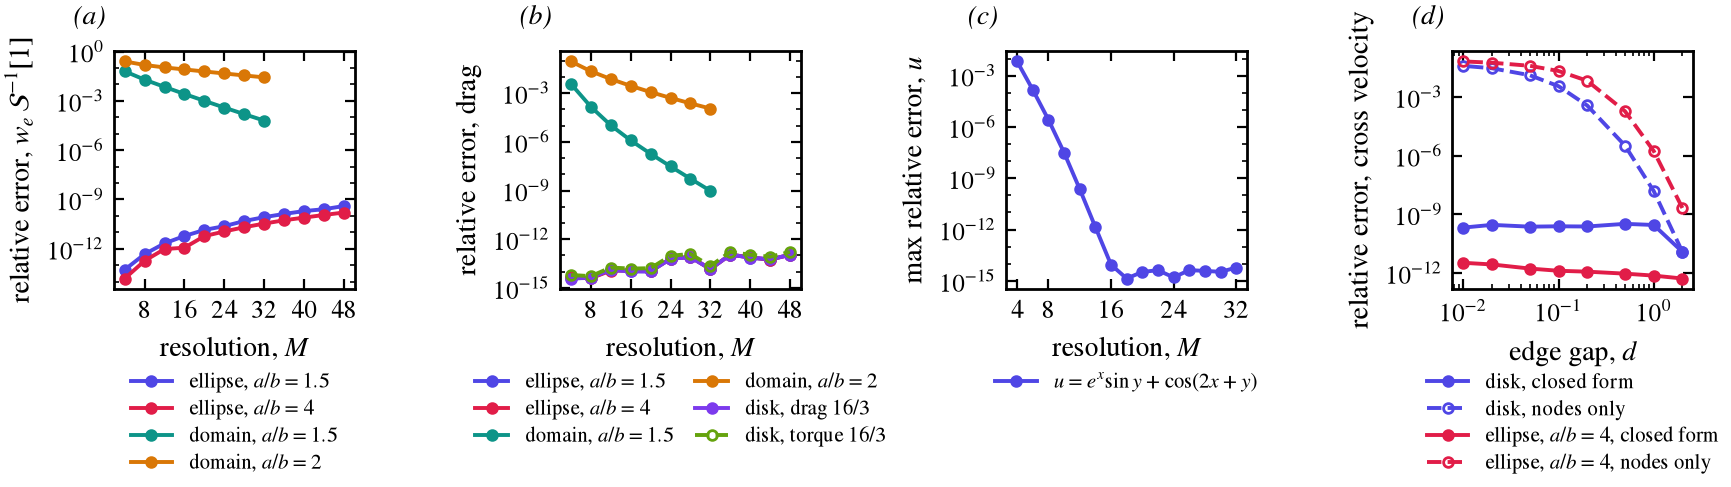 (a)
relative error, w_e S^{-1}[1]
10^0
10^{-3}
10^{-6}
10^{-9}
10^{-12}
8 16 24 32 40 48
resolution, M
ellipse, a/b = 1.5
ellipse, a/b = 4
domain, a/b = 1.5
domain, a/b = 2
(b)
relative error, drag
10^{-3}
10^{-6}
10^{-9}
10^{-12}
10^{-15}
8 16 24 32 40 48
resolution, M
ellipse, a/b = 1.5
ellipse, a/b = 4
domain, a/b = 1.5
domain, a/b = 2
disk, drag 16/3
disk, torque 16/3
(c)
max relative error, u
10^{-3}
10^{-6}
10^{-9}
10^{-12}
10^{-15}
4 8 16 24 32
resolution, M
u = e^x sin y + cos(2x + y)
(d)
relative error, cross velocity
10^{-3}
10^{-6}
10^{-9}
10^{-12}
10^{-2} 10^{-1} 10^0
edge gap, d
disk, closed form
disk, nodes only
ellipse, a/b = 4, closed form
ellipse, a/b = 4, nodes only